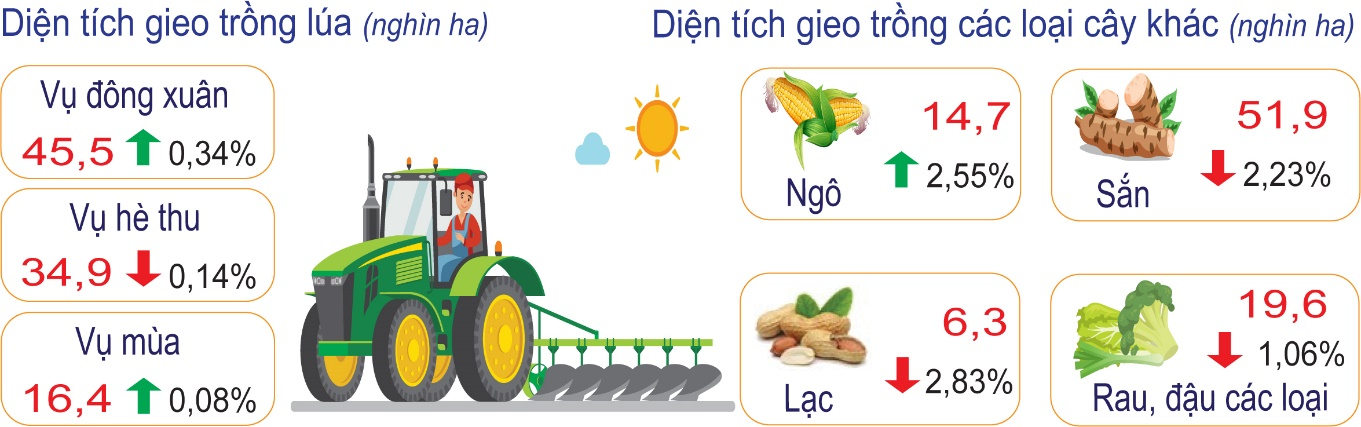 Diện tích gieo trồng lúa (nghìn ha)
Vụ đông xuân
45,5 0,34%
Vụ hè thu
34,9 0,14%
Vụ mùa
16,4 0,08%
Diện tích gieo trồng các loại cây khác (nghìn ha)
14,7
2,55%
Ngô
51,9
2,23%
Sắn
6,3
2,83%
Lạc
19,6
1,06%
Rau, đậu các loại